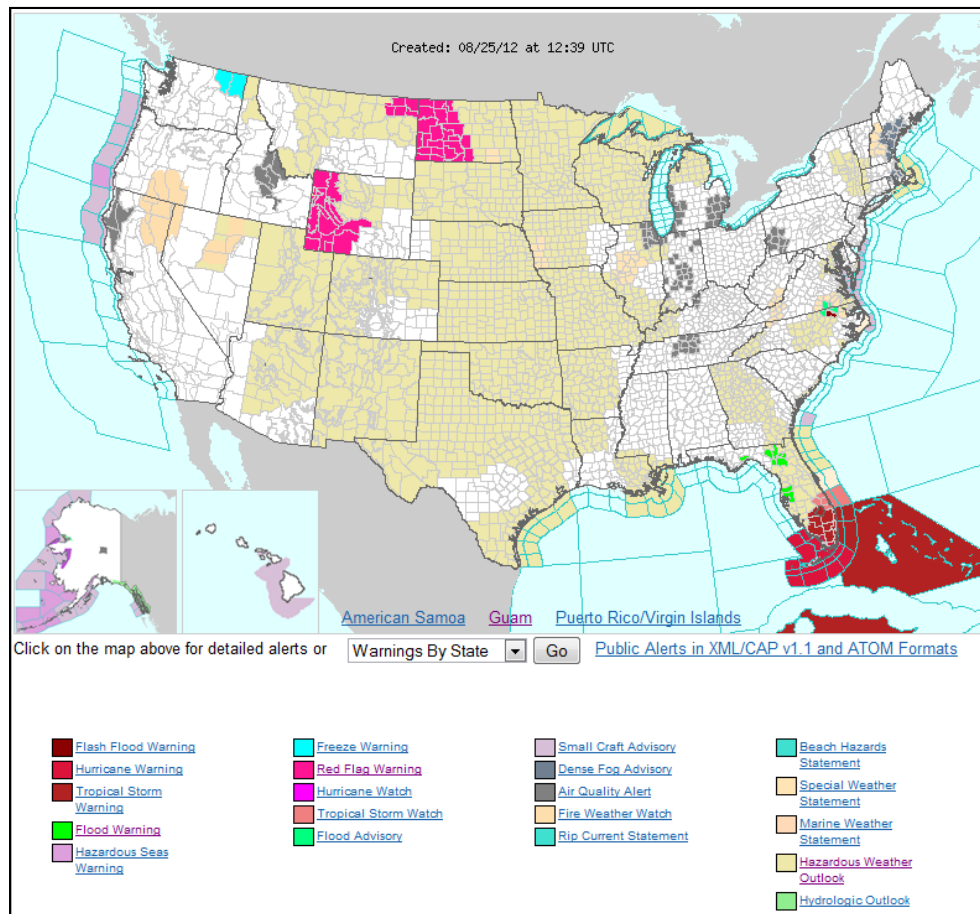 Created: 08/25/12 at 12:39 UTC
American Samoa Guam Puerto Rico/Virgin Islands
Click on the map above for detailed alerts or Warnings By State Go Public Alerts in XML/CAP v1.1 and ATOM Formats
Flash Flood Warning
Hurricane Warning
Tropical Storm
Warning
Flood Warning
Hazardous Seas
Warning
Freeze Warning
Red Flag Warning
Hurricane Watch
Tropical Storm Watch
Flood Advisory
Small Craft Advisory
Dense Fog Advisory
Air Quality Alert
Fire Weather Watch
Rip Current Statement
Beach Hazards
Statement
Special Weather
Statement
Marine Weather
Statement
Hazardous Weather
Outlook
Hydrologic Outlook